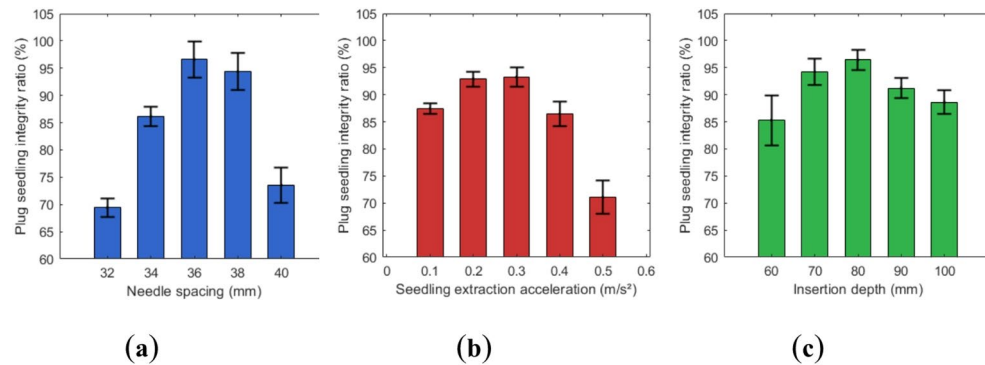 105
100
95
90
85
80
75
70
65
60
Plug seedling integrity ratio (%)
32 34 36 38 40
Needle spacing (mm)
(a)
105
100
95
90
85
80
75
70
65
60
Plug seedling integrity ratio (%)
0 0.1 0.2 0.3 0.4 0.5 0.6
Seedling extraction acceleration (m/s²)
(b)
105
100
95
90
85
80
75
70
65
60
Plug seedling integrity ratio (%)
60 70 80 90 100
Insertion depth (mm)
(c)